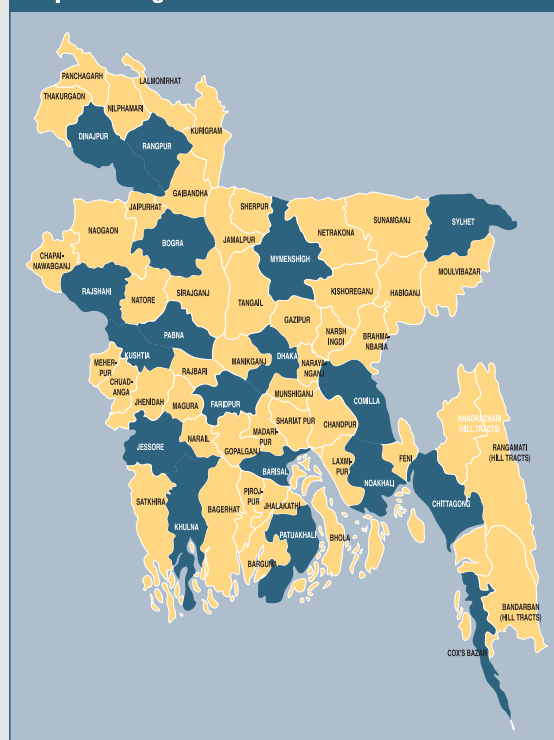 PANCHAGARH
LALMONIRHAT
THAKURGAON
NILPHAMARI
DINAJPUR
RANGPUR
KURIGRAM
GAIBANDHA
JAIPURHAT
SHERPUR
NAOGAON
BOGRA
JAMALPUR
MYMENSHIGH
NETRAKONA
SUNAMGANJ
SYLHET
CHAPAI-
NAWABGANJ
MOULVIBAZAR
RAJSHAHI
NATORE
SIRAJGANJ
TANGAIL
KISHOREGANJ
HABIGANJ
GAZIPUR
PABNA
NARSH
INGDI
BRAHMA-
NBARIA
KUSHTIA
MEHER-
PUR
RAJBARI
MANIKGANJ
DHAKA
NARAYA-
NGANJ
CHUAD-
ANGA
JHENIDAH
MAGURA
FARIDPUR
MUNSHIGANJ
COMILLA
SHARIAT PUR
CHANDPUR
MADARI-
PUR
KHAGRACHARI
(HILL TRACTS)
RANGAMATI
(HILL TRACTS)
JESSORE
NARAIL
GOPALGANJ
BARISAL
LAXMI-
PUR
FENI
NOAKHALI
SATKHIRA
KHULNA
BAGERHAT
PIROJ-
PUR
JHALAKATHI
CHITTAGONG
PATUAKHALI
BHOLA
BARGUNA
BANDARBAN
(HILL TRACTS)
COX'S BAZAR